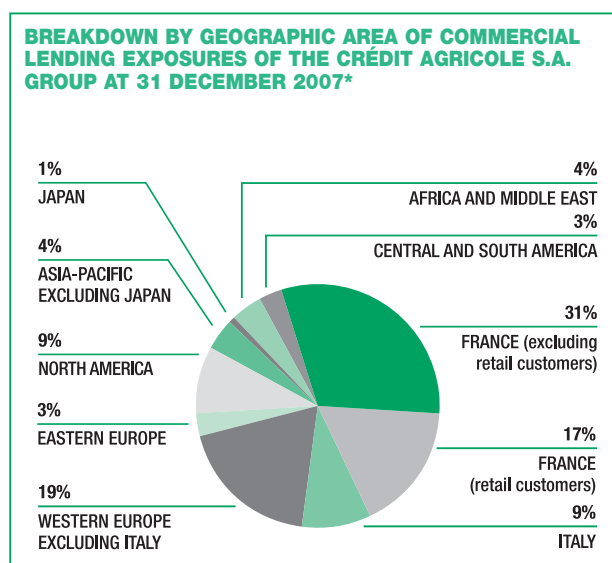 BREAKDOWN BY GEOGRAPHIC AREA OF COMMERCIAL
LENDING EXPOSURES OF THE CRÉDIT AGRICOLE S.A.
GROUP AT 31 DECEMBER 2007*
1%
JAPAN
4%
ASIA-PACIFIC
EXCLUDING JAPAN
9%
NORTH AMERICA
3%
EASTERN EUROPE
19%
WESTERN EUROPE
EXCLUDING ITALY
4%
AFRICA AND MIDDLE EAST
3%
CENTRAL AND SOUTH AMERICA
31%
FRANCE (excluding
retail customers)
17%
FRANCE
(retail customers)
9%
ITALY